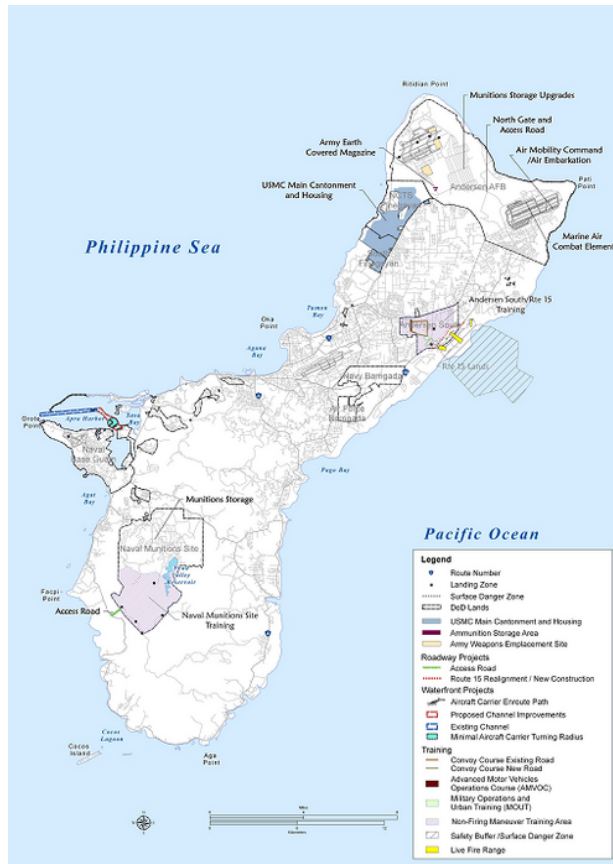 Ritidian Point
Munitions Storage Upgrades
North Gate and
Access Road
Army Earth
Covered Magazine
Air Mobility Command
/Air Embarkation
USMC Main Cantonment
and Housing
Andersen AFB
Pati
Point
Philippine Sea
Marine Air
Combat Element
Andersen South/Rte 15
Training
Tumon
Bay
Oka
Point
Andersen South
Agana
Bay
Rte 15 Lands
Navy Barrigada
Air Force
Barrigada
Orote
Point
Apra Harbor
Naval
Base Guam
Pago Bay
Agat
Bay
Munitions Storage
Pacific Ocean
Naval Munitions Site
Facpi
Point
Access Road
Naval Munitions Site
Training
Cocos
Lagoon
Cocos
Island
Legend
Route Number
Landing Zone
Surface Danger Zone
DoD Lands
USMC Main Cantonment and Housing
Ammunition Storage Area
Army Weapons Emplacement Site
Roadway Projects
Access Road
Route 15 Realignment / New Construction
Waterfront Projects
Aircraft Carrier Enroute Path
Proposed Channel Improvements
Existing Channel
Minimal Aircraft Carrier Turning Radius
Training
Convoy Course Existing Road
Convoy Course New Road
Advanced Motor Vehicles
Operations Course (AMVOC)
Military Operations and
Urban Training (MOUT)
Non-Firing Maneuver Training Area
Safety Buffer /Surface Danger Zone
Live Fire Range